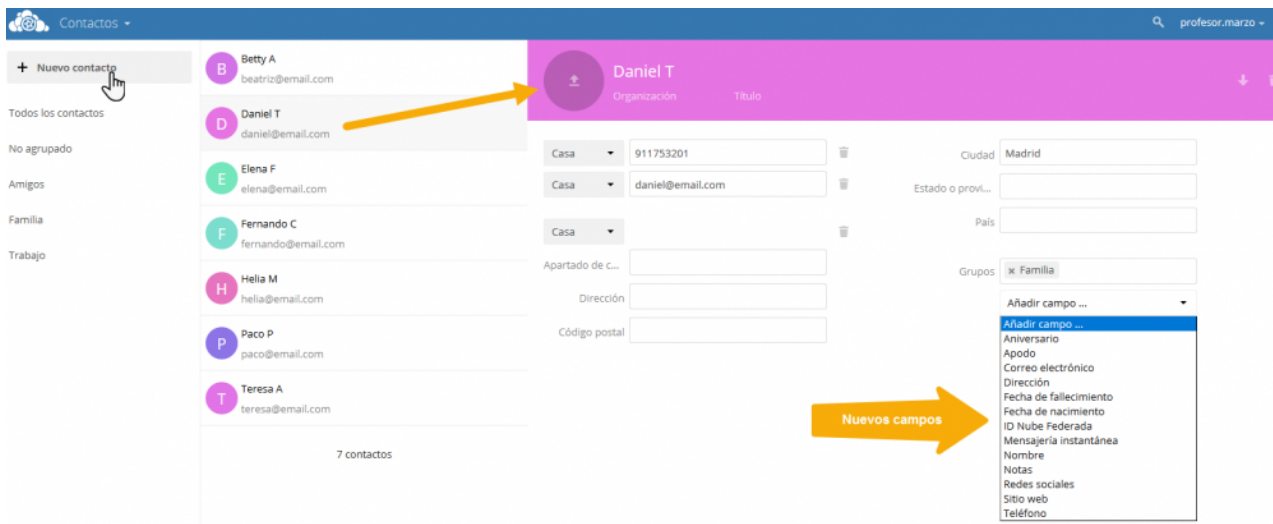 Contactos
profesor.marzo
+ Nuevo contacto
Todos los contactos
No agrupado
Amigos
Familia
Trabajo
B
Betty A
beatriz@email.com
D
Daniel T
daniel@email.com
E
Elena F
elena@email.com
F
Fernando C
fernando@email.com
H
Helia M
helia@email.com
P
Paco P
paco@email.com
T
Teresa A
teresa@email.com
7 contactos
Daniel T
Organización Título
Casa 911753201
Casa daniel@email.com
Casa
Apartado de c...
Dirección
Código postal
Ciudad Madrid
Estado o provi...
País
Grupos x Familia
Añadir campo ...
Añadir campo ...
Aniversario
Apodo
Correo electrónico
Dirección
Fecha de fallecimiento
Fecha de nacimiento
ID Nube Federada
Mensajería instantánea
Nombre
Notas
Redes sociales
Sitio web
Teléfono
Nuevos campos